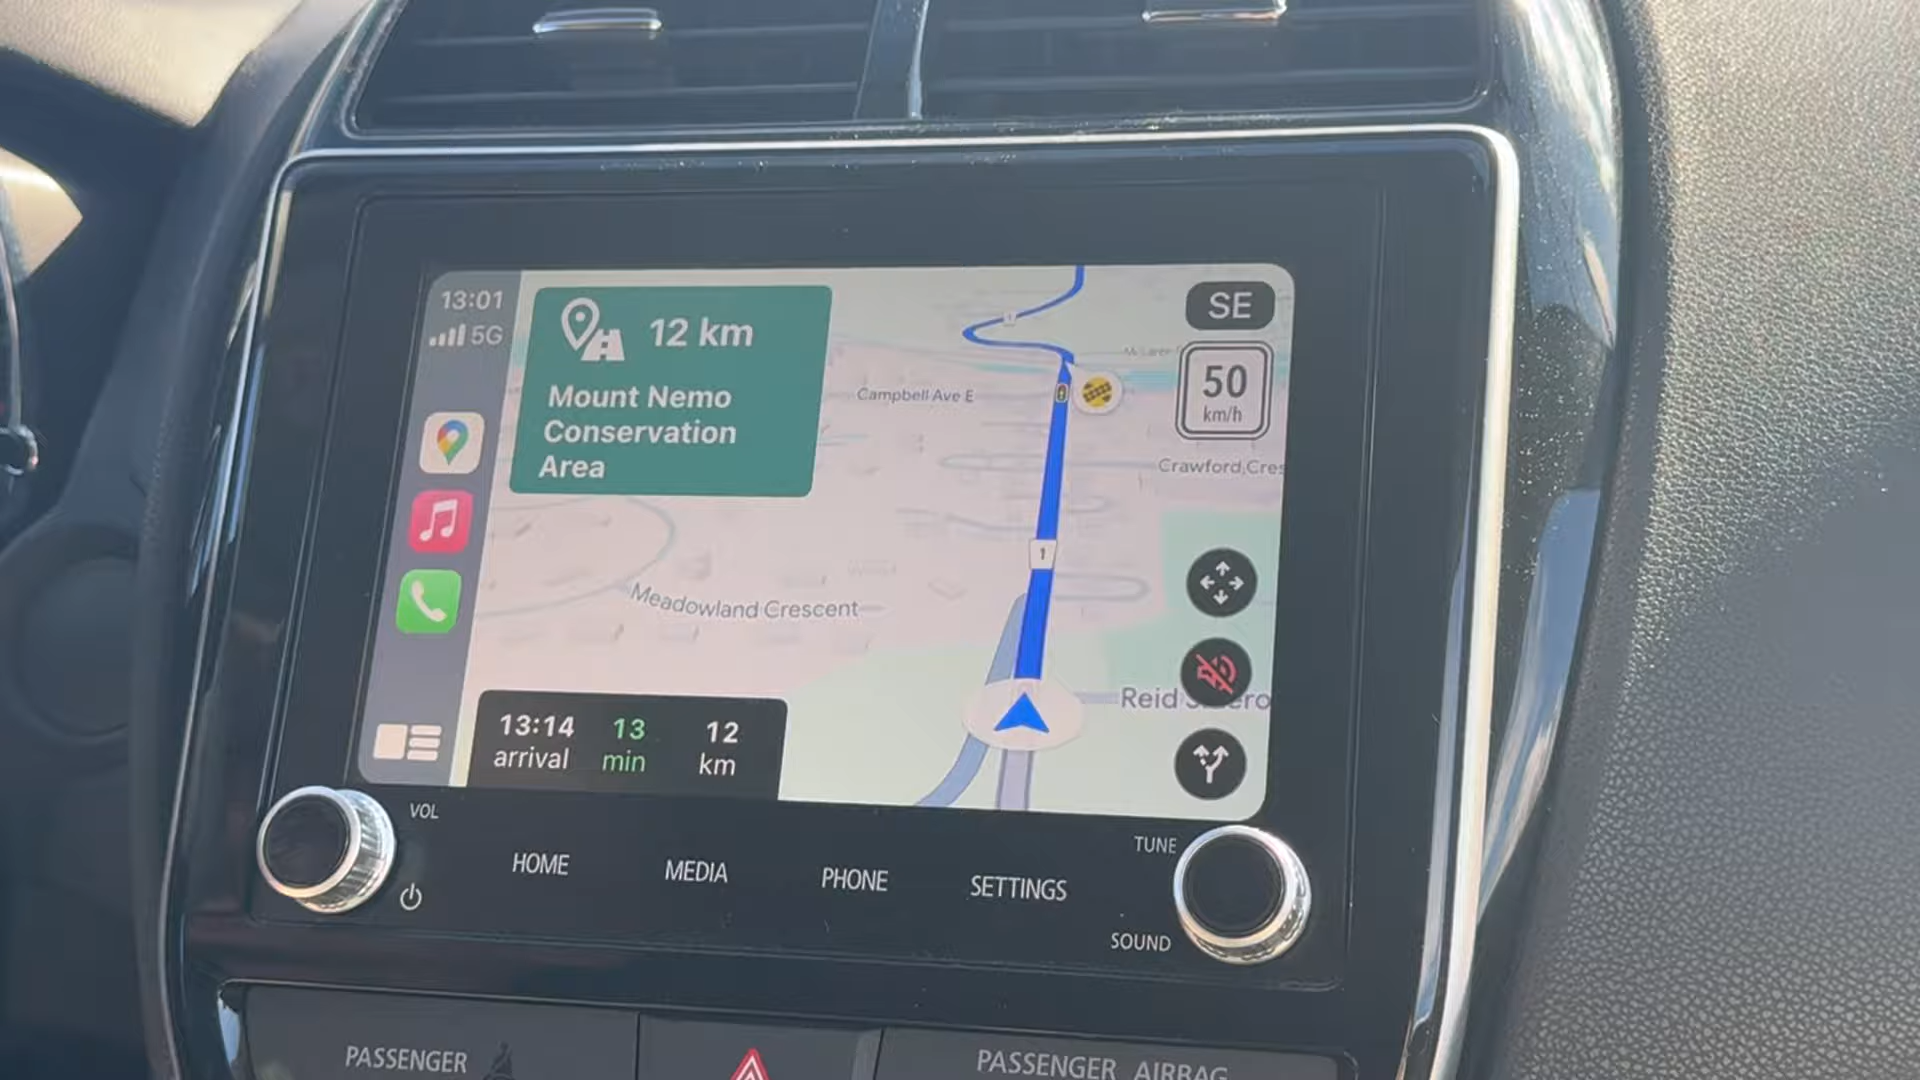 13:01
5G
12 km
Mount Nemo
Conservation
Area
SE
50
km/h
1
Campbell Ave E
Crawford Cres
1
Meadowland Crescent
Reid
13:14
arrival
13
min
12
km
VOL
HOME
MEDIA
PHONE
SETTINGS
TUNE
SOUND
PASSENGER
PASSENGER AIRBAG